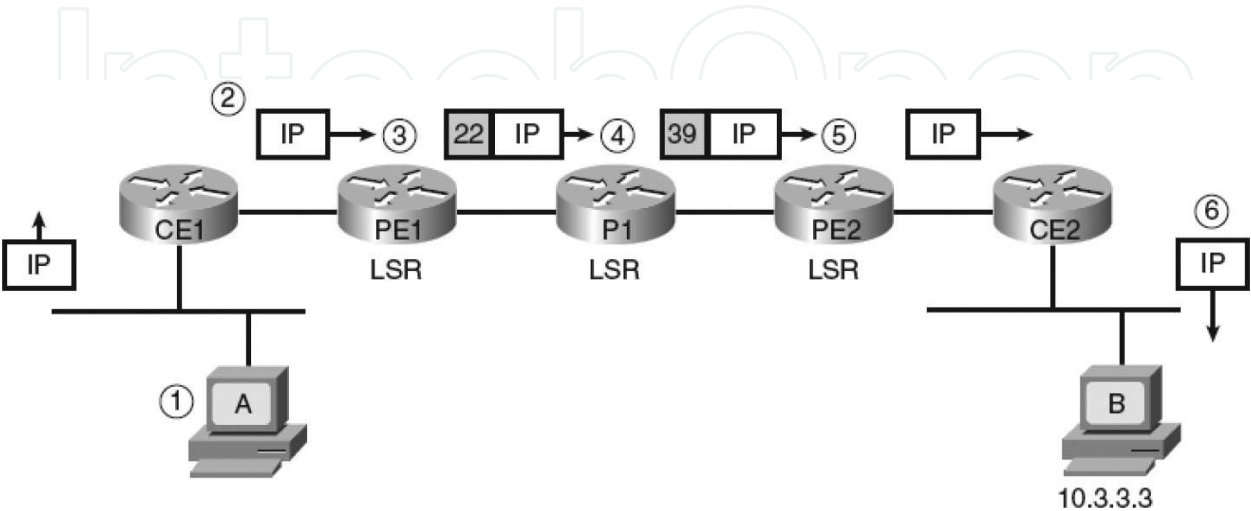 IntechOpen
② IP ③ 22 IP ④ 39 IP ⑤ IP
CE1 PE1 P1 PE2 CE2 ⑥
IP LSR LSR LSR IP
① A B
10.3.3.3